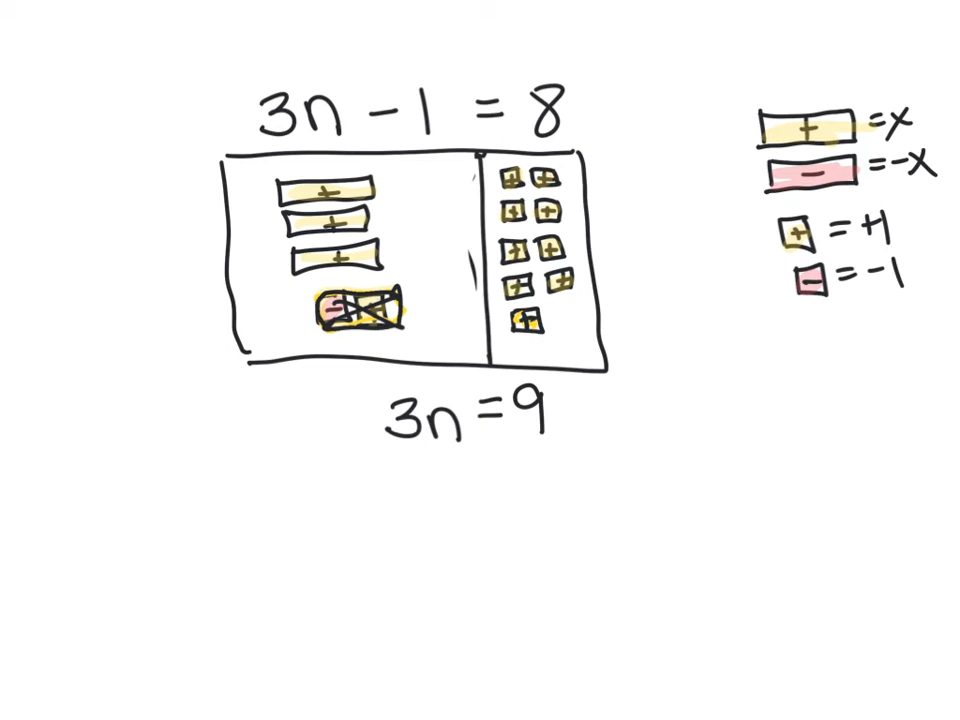 3n - 1 = 8
+ = x
- = -x
+ = +1
- = -1
+ + +
+ + +
- +
+ +
+ +
+ +
+
3n = 9